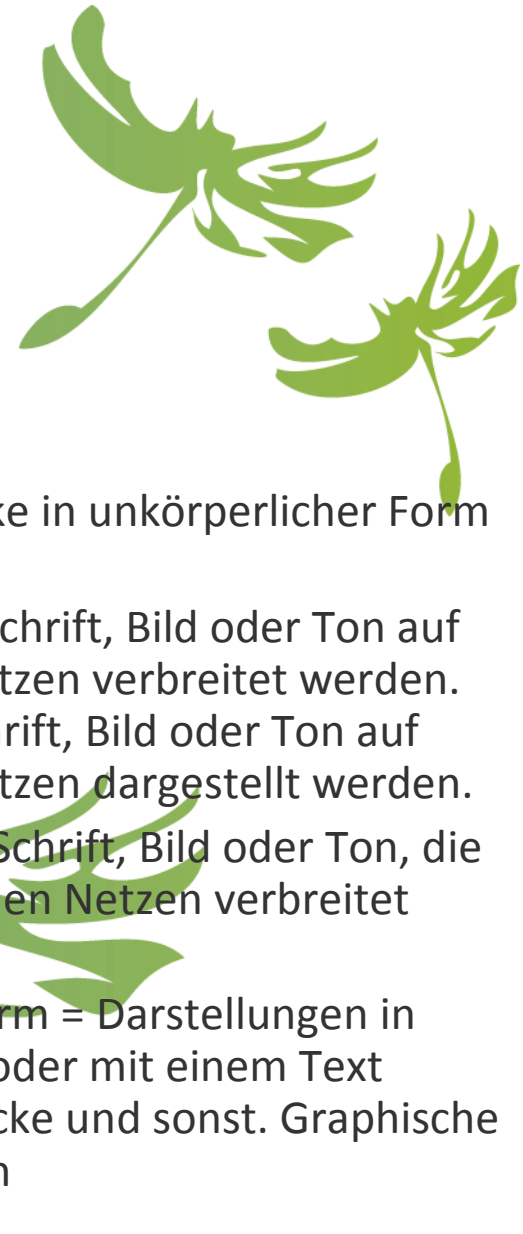 ke in unkörperlicher Form
chrift, Bild oder Ton auf
tzen verbreitet werden.
rift, Bild oder Ton auf
tzen dargestellt werden.
Schrift, Bild oder Ton, die
en Netzen verbreitet
rm = Darstellungen in
oder mit einem Text
cke und sonst. Graphische
n